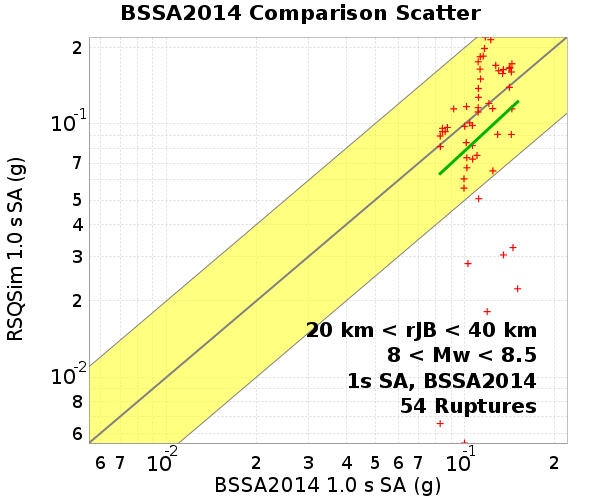 BSSA2014 Comparison Scatter
RSQSim 1.0 s SA (g)
2
10-1
7
5
4
3
2
10-2
8
6
20 km < rJB < 40 km
8 < Mw < 8.5
1s SA, BSSA2014
54 Ruptures
6 7 10-2 2 3 4 5 6 7 10-1 2
BSSA2014 1.0 s SA (g)